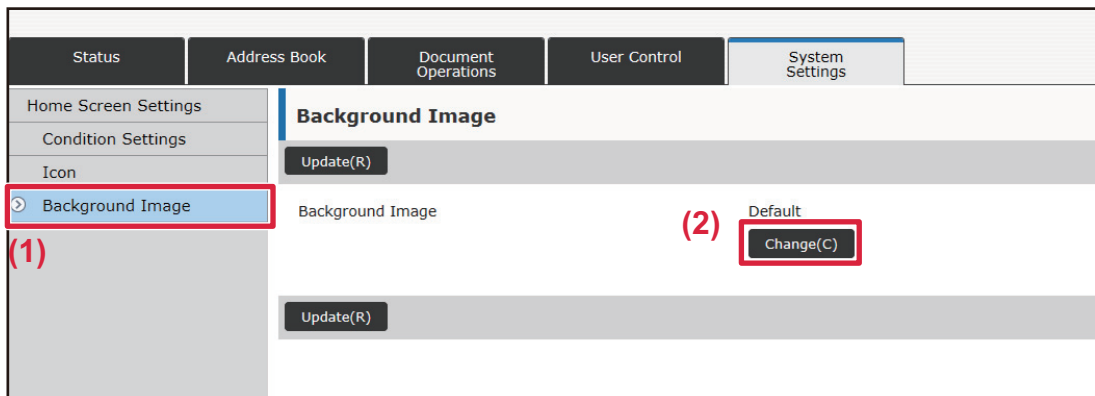 Status
Address Book
Document
Operations
User Control
System
Settings
Home Screen Settings
Condition Settings
Icon
Background Image
(1)
Background Image
Update(R)
Background Image
Default
(2)
Change(C)
Update(R)